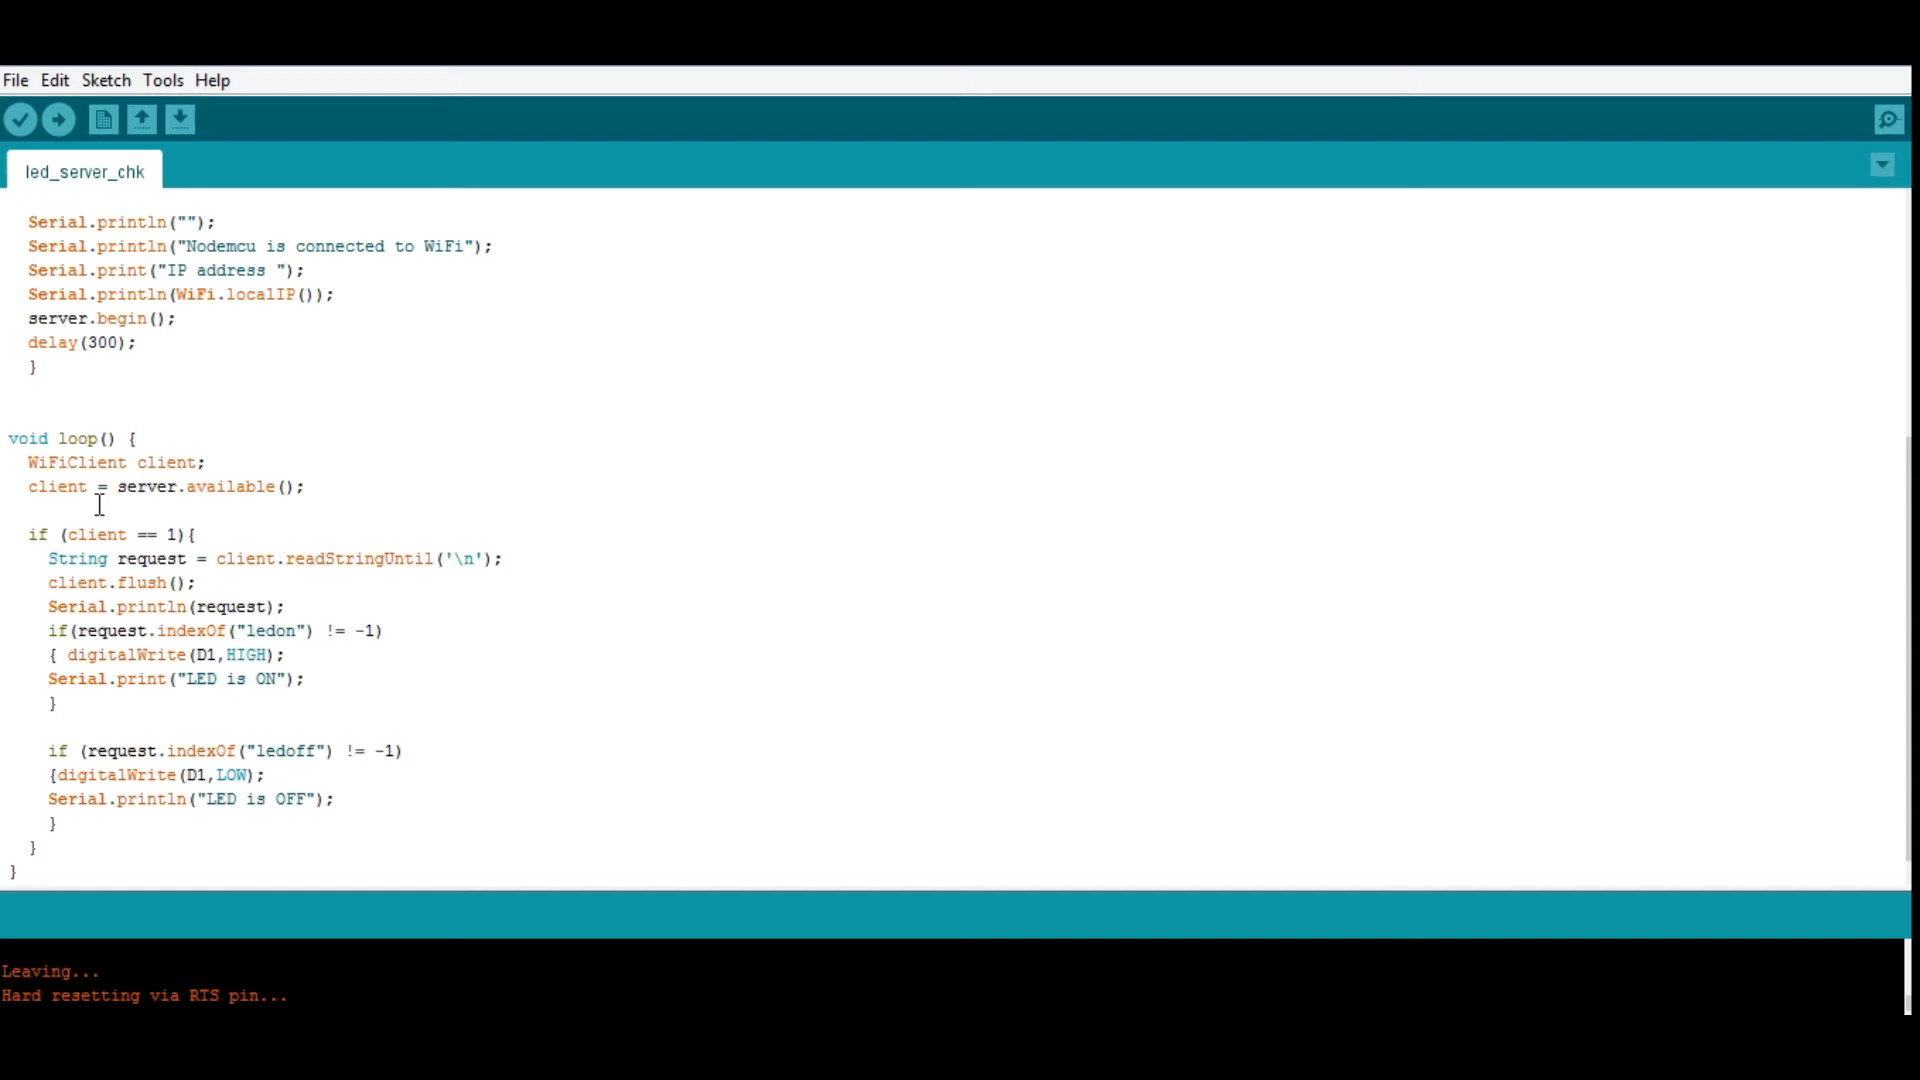 File Edit Sketch Tools Help
led_server_chk
Serial.println("");
Serial.println("Nodemcu is connected to WiFi");
Serial.print("IP address ");
Serial.println(WiFi.localIP());
server.begin();
delay(300);
}
void loop() {
WiFiClient client;
client = server.available();
if (client == 1){
String request = client.readStringUntil('\n');
client.flush();
Serial.println(request);
if(request.indexOf("ledon") != -1)
{ digitalWrite(D1,HIGH);
Serial.print("LED is ON");
}
if (request.indexOf("ledoff") != -1)
{digitalWrite(D1,LOW);
Serial.println("LED is OFF");
}
}
}
Leaving...
Hard resetting via RTS pin...